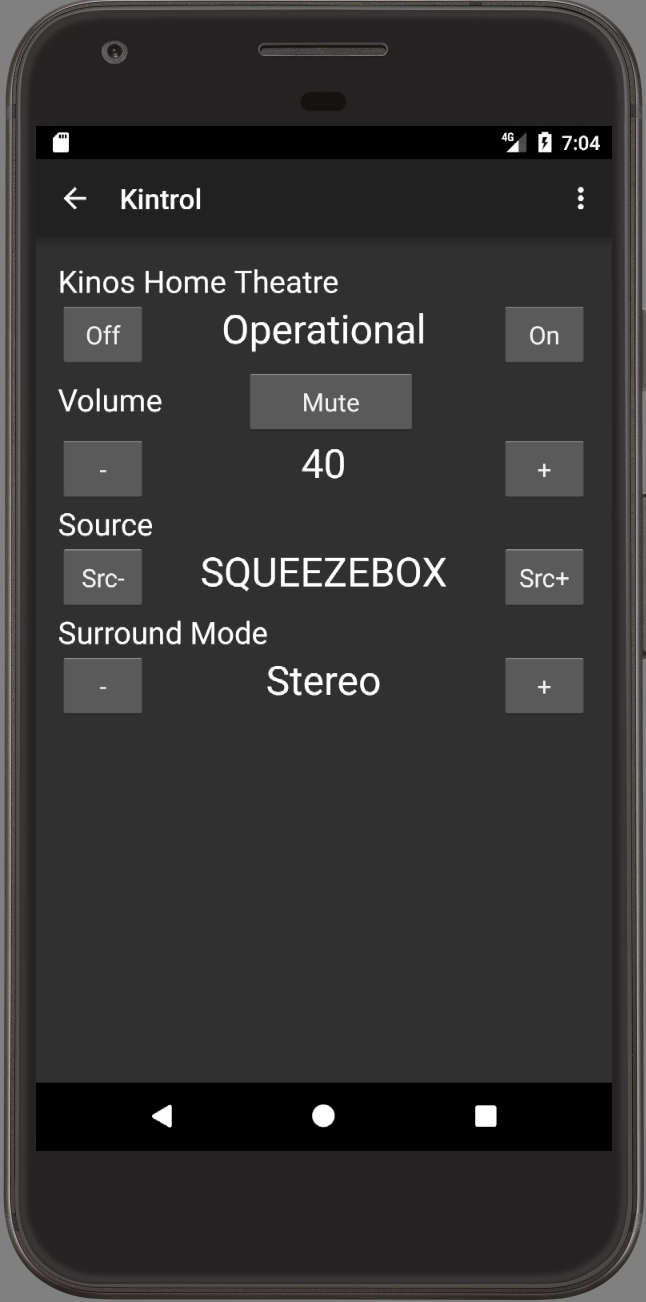 4G 7:04
Kintrol
Kinos Home Theatre
Off Operational On
Volume Mute
- 40 +
Source
Src- SQUEEZEBOX Src+
Surround Mode
- Stereo +